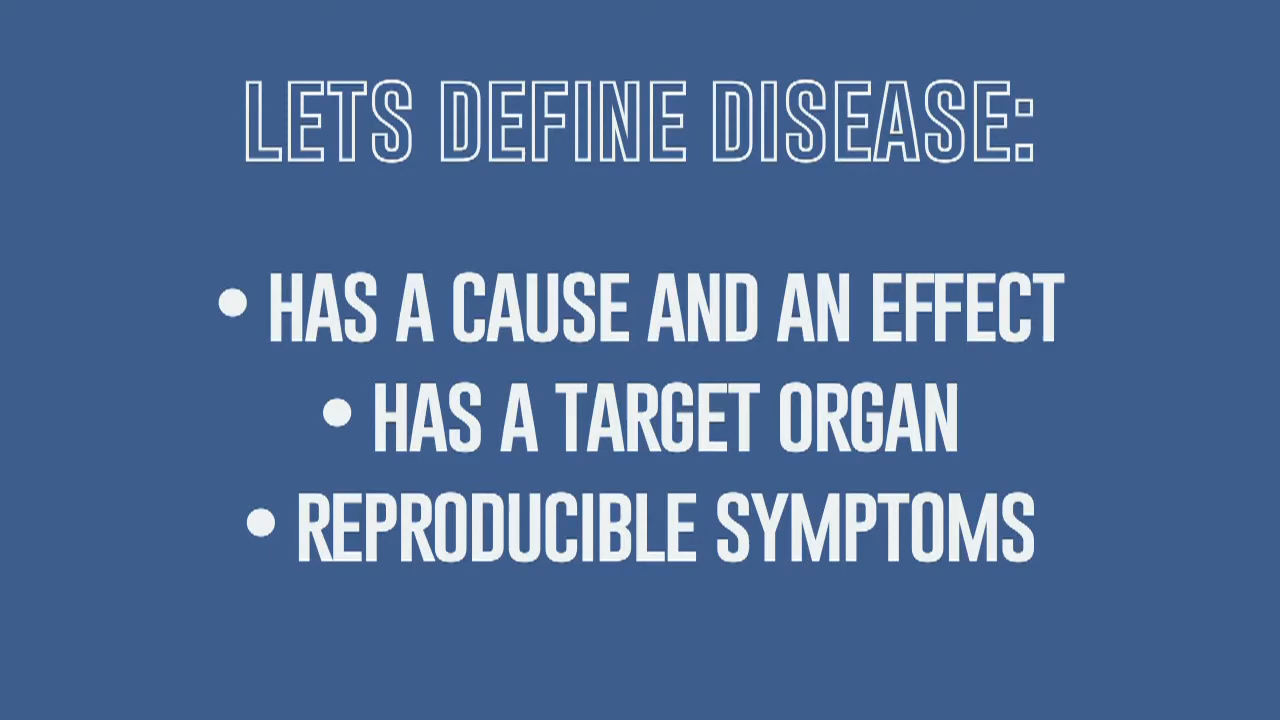 LETS DEFINE DISEASE:
• HAS A CAUSE AND AN EFFECT
• HAS A TARGET ORGAN
• REPRODUCIBLE SYMPTOMS